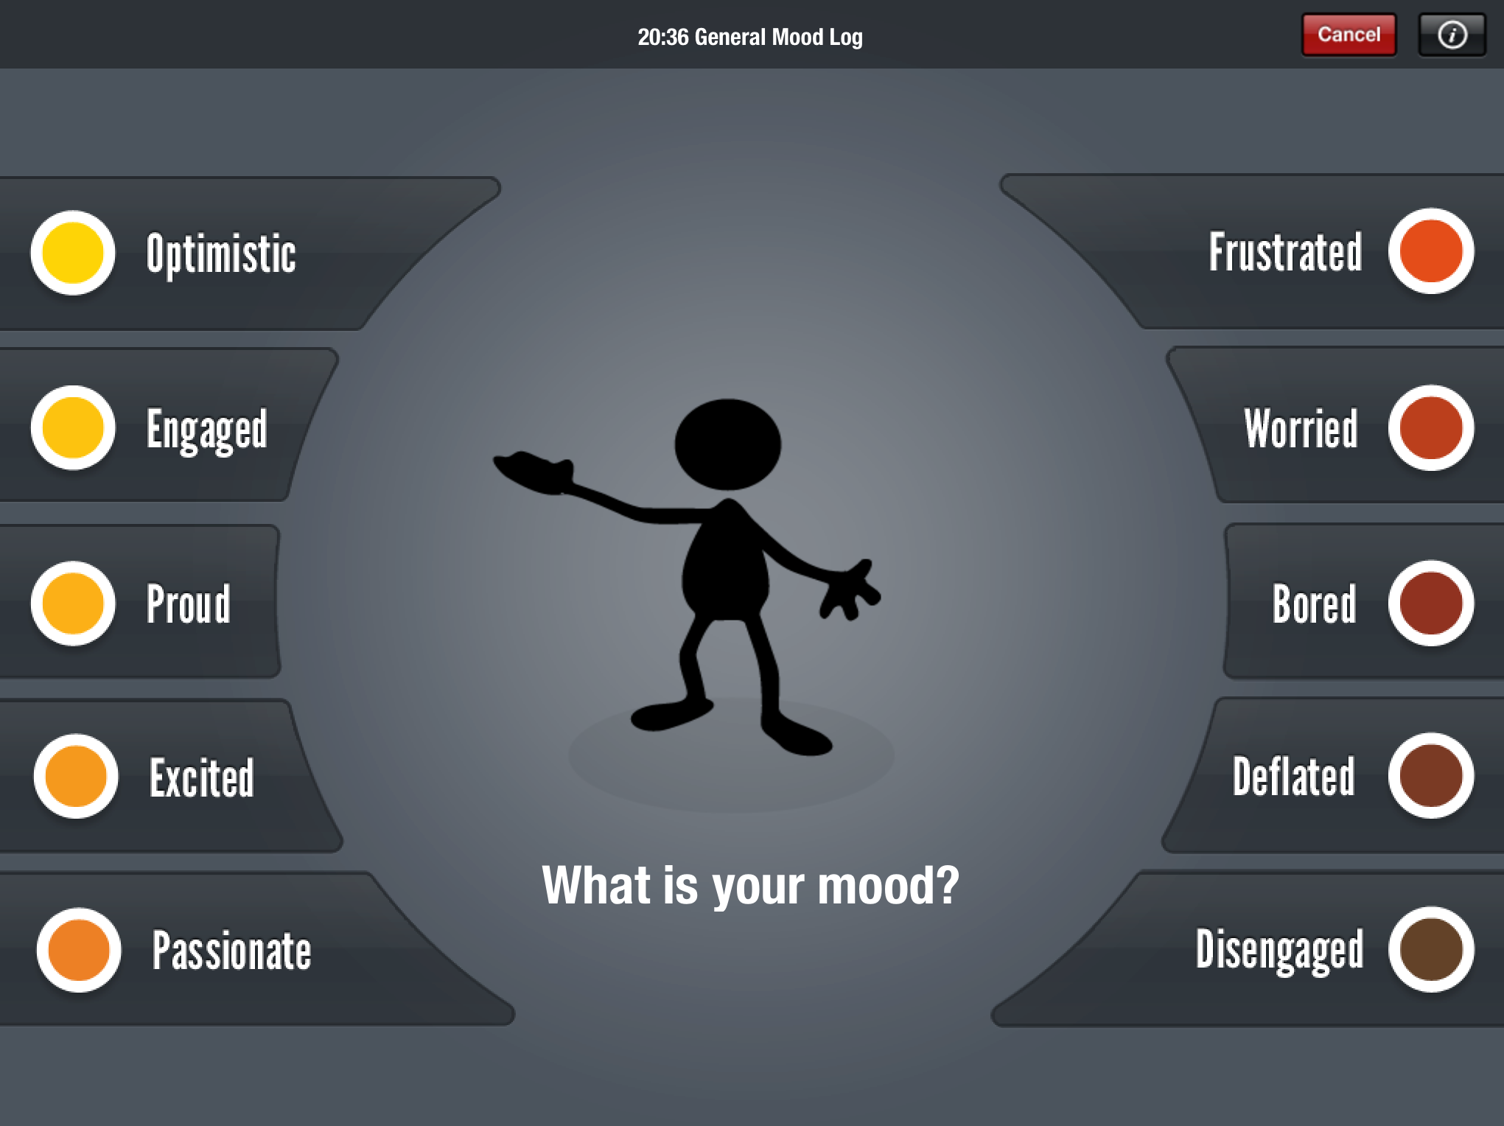 20:36 General Mood Log
Cancel
i
Optimistic
Engaged
Proud
Excited
Passionate
Frustrated
Worried
Bored
Deflated
Disengaged
What is your mood?